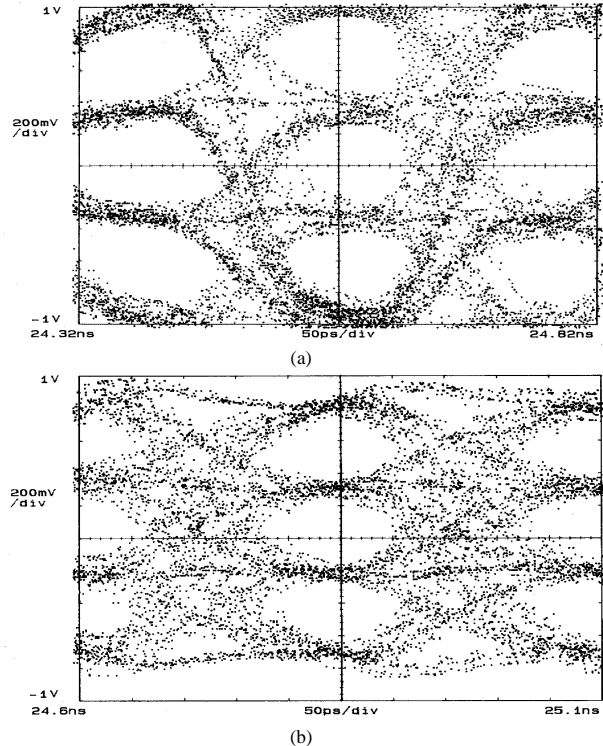 1V
200mV
/div
-1V
24.32ns 50ps/div 24.82ns
(a)
1V
200mV
/div
-1V
24.6ns 50ps/div 25.1ns
(b)